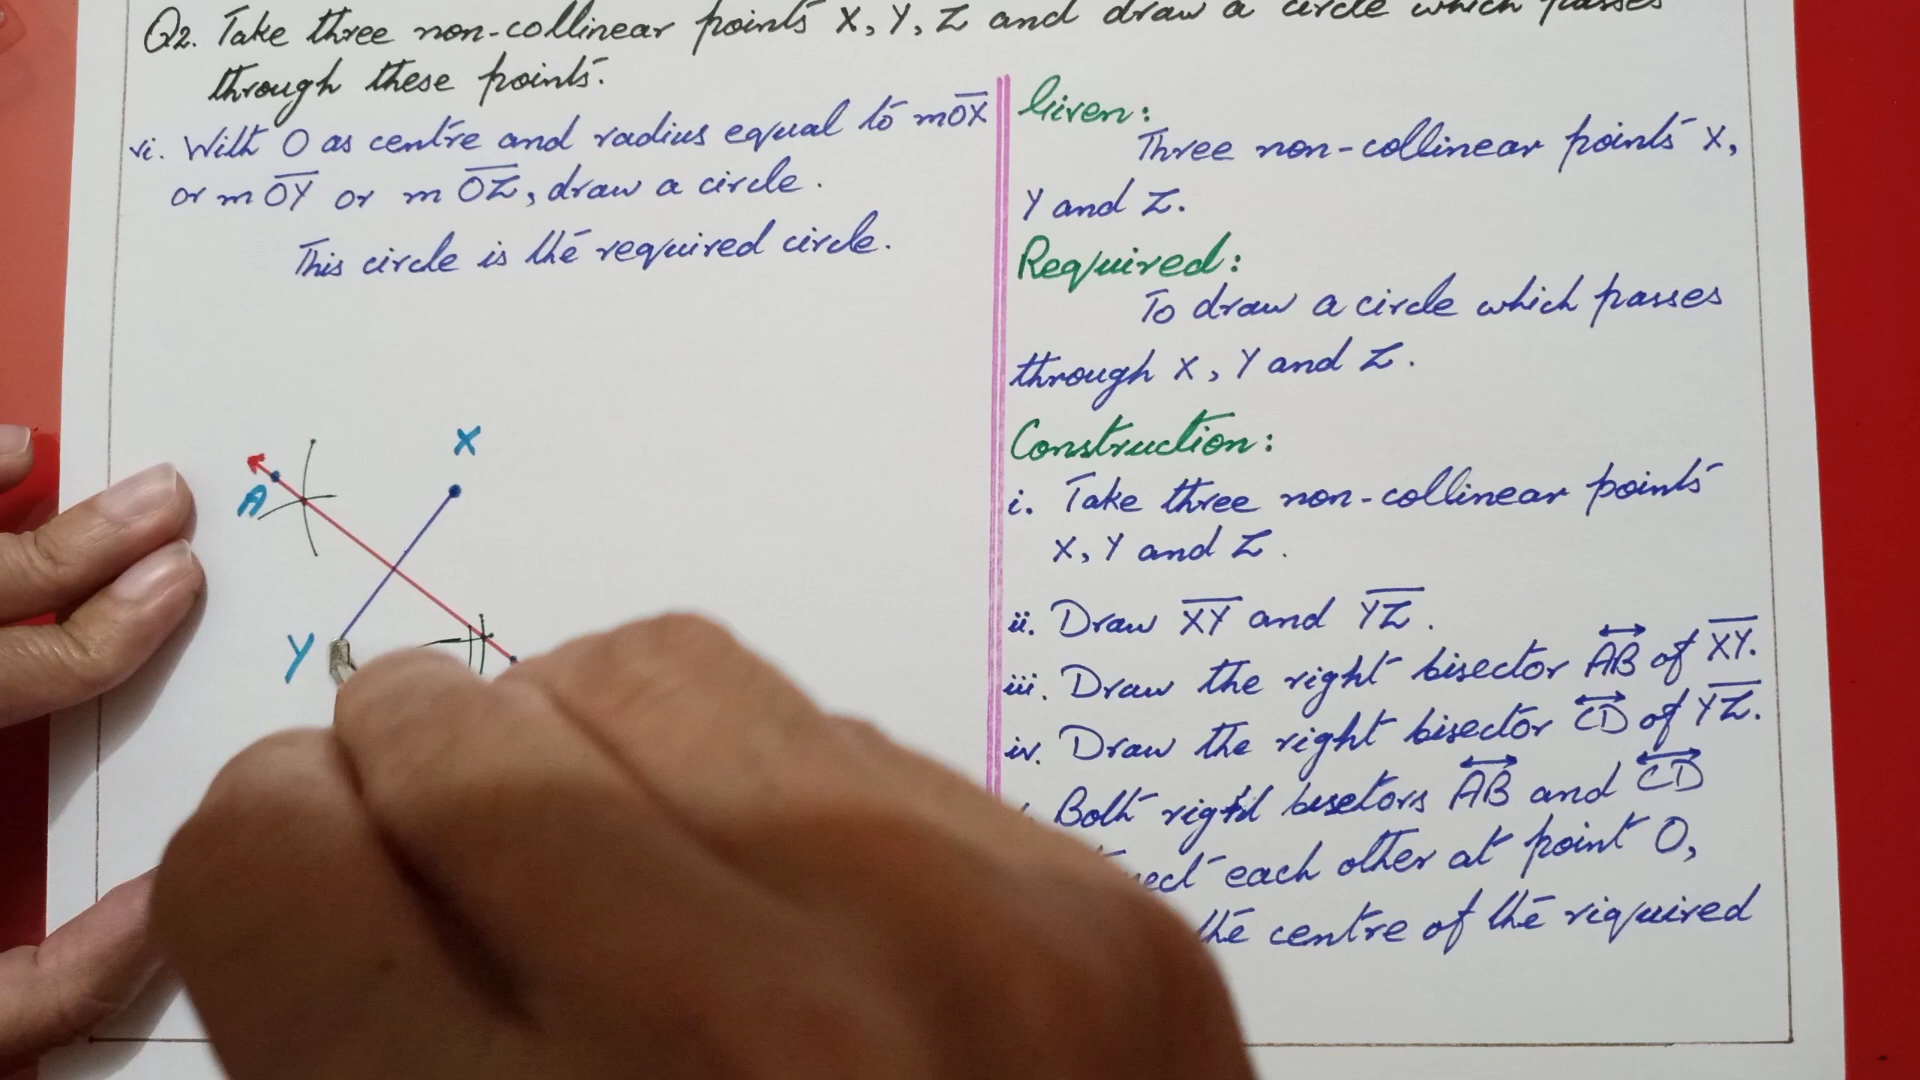 Q2. Take three non-collinear points X, Y, Z and draw a circle which passes
through these points.
vi. With O as centre and radius equal to mOX
or mOY or mOZ, draw a circle.
This circle is the required circle.
X
A
Y
Given:
Three non-collinear points X,
Y and Z.
Required:
To draw a circle which passes
through X, Y and Z.
Construction:
i. Take three non-collinear points
X, Y and Z.
ii. Draw XY and YZ.
iii. Draw the right bisector AB of XY.
iv. Draw the right bisector CD of YZ.
Both bisetors AB and CD
each other at point O,
the centre of the riquired